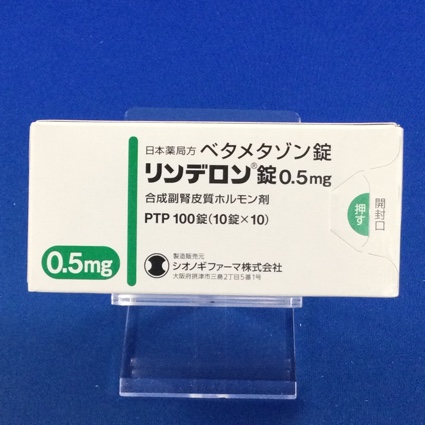 日本薬局方 ベタメタゾン錠
リンデロン®錠0.5mg
合成副腎皮質ホルモン剤
PTP 100錠(10錠×10)
0.5mg
製造販売元
シオノギファーマ株式会社
大阪府摂津市三島2丁目5番1号
開封口
押す